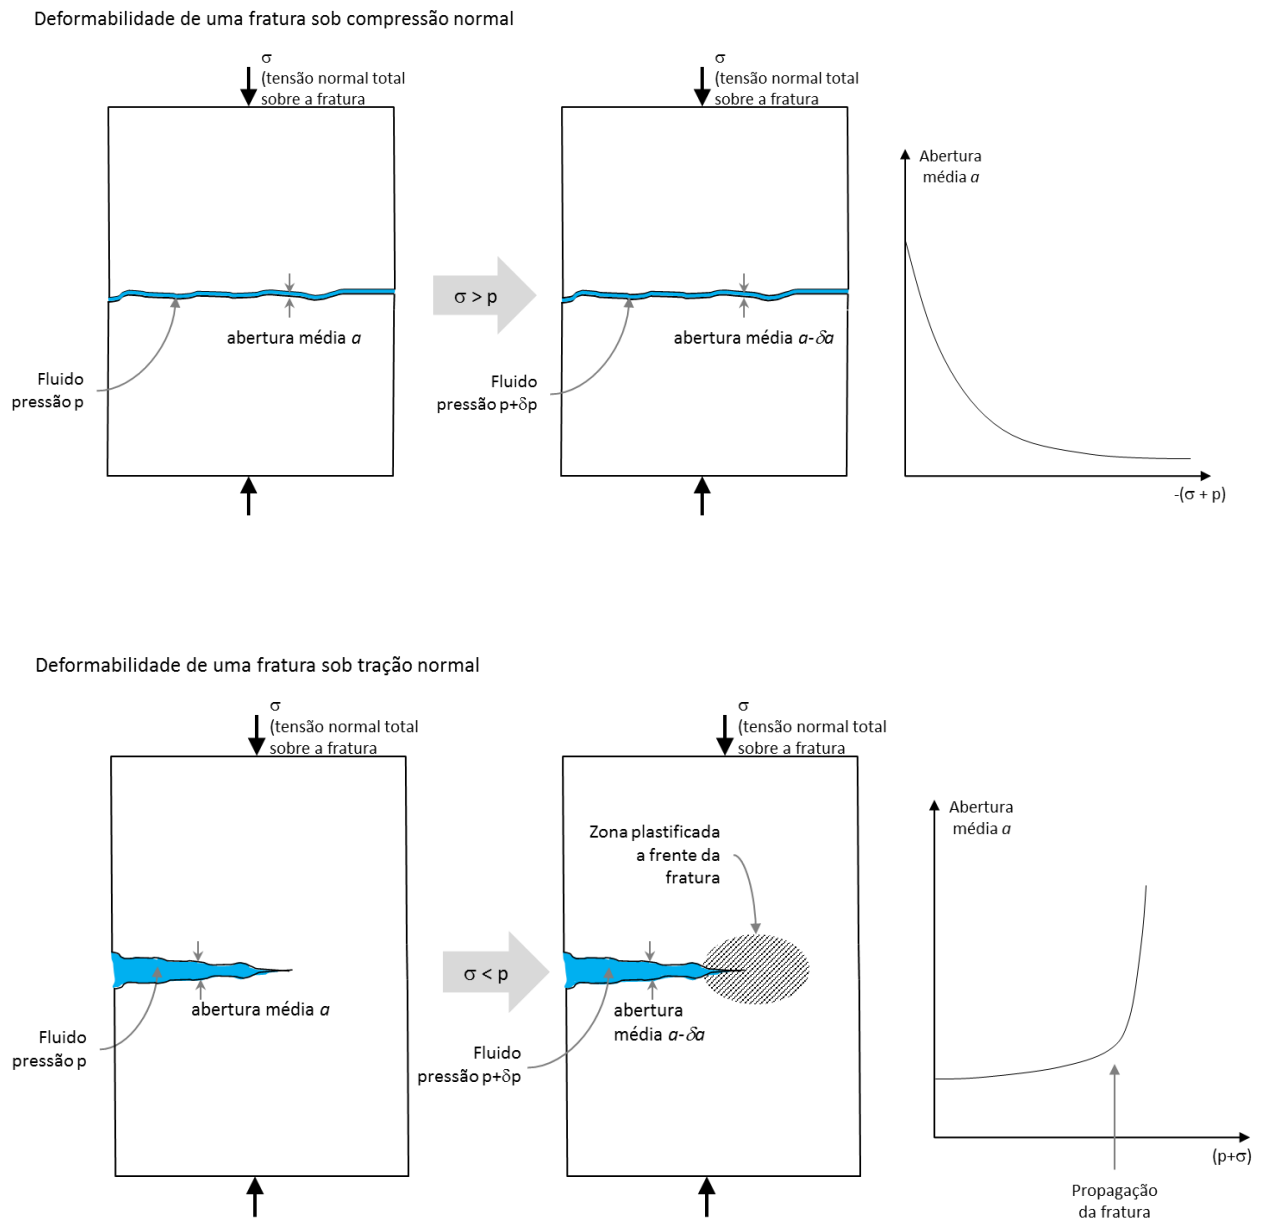 Deformabilidade de uma fratura sob compressão normal
σ
(tensão normal total
sobre a fratura
σ
(tensão normal total
sobre a fratura
Abertura
média a
σ > p
abertura média a
abertura média a-δa
Fluido
pressão p
Fluido
pressão p+δp
-(σ + p)
Deformabilidade de uma fratura sob tração normal
σ
(tensão normal total
sobre a fratura
σ
(tensão normal total
sobre a fratura
Abertura
média a
Zona plastificada
a frente da
fratura
σ < p
abertura média a
abertura
média a-δa
Fluido
pressão p
Fluido
pressão p+δp
(p+σ)
Propagação
da fratura